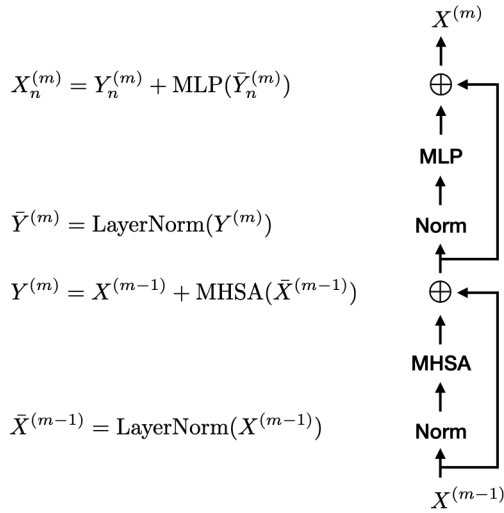 X^{(m)}
X_n^{(m)} = Y_n^{(m)} + MLP(Ȳ_n^{(m)})
⊕
MLP
Ȳ^{(m)} = LayerNorm(Y^{(m)})
Norm
Y^{(m)} = X^{(m−1)} + MHSA(X̄^{(m−1)})
⊕
MHSA
X̄^{(m−1)} = LayerNorm(X^{(m−1)})
Norm
X^{(m−1)}